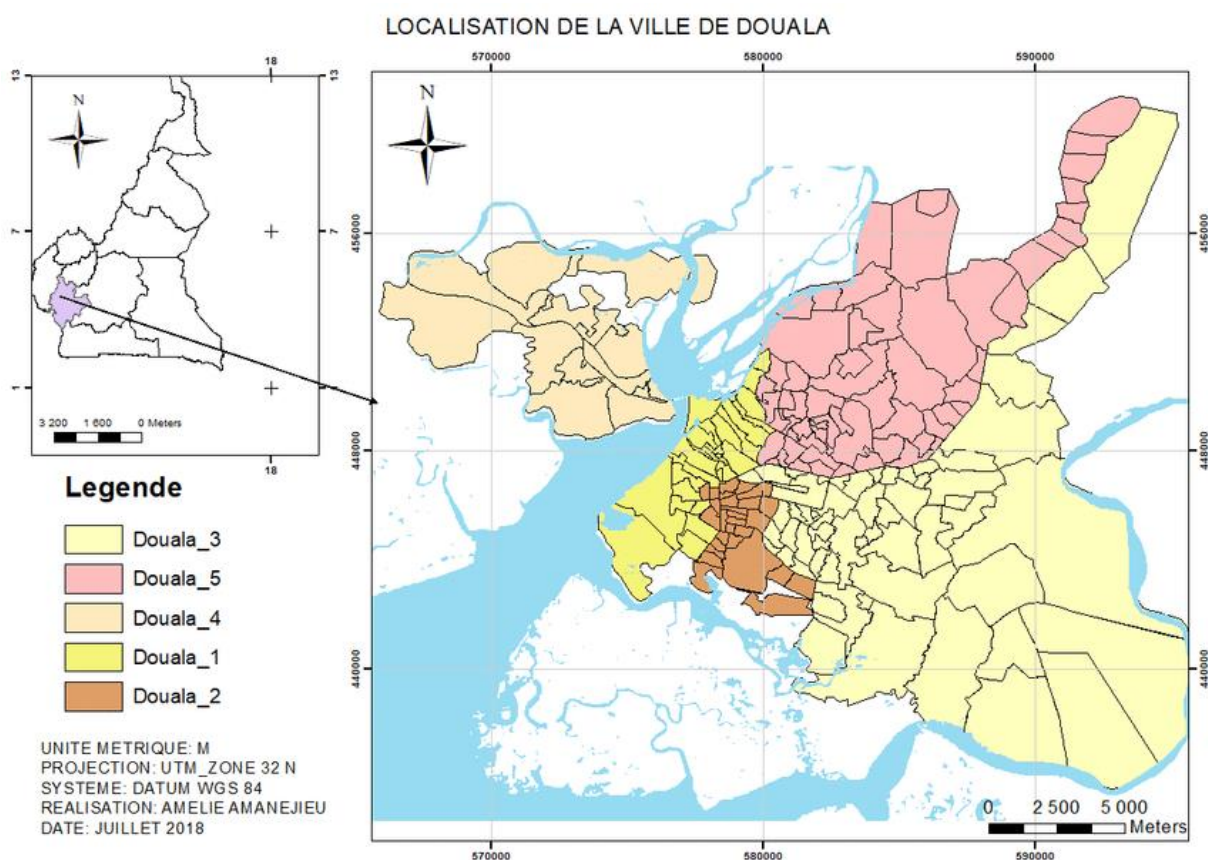 LOCALISATION DE LA VILLE DE DOUALA
18
13
13
N
7
7
1
1
3 200 1 600 0 Meters
18
570000
580000
590000
N
456000
456000
448000
448000
440000
440000
570000
580000
590000
0 2 500 5 000
Meters
Legende
Douala_3
Douala_5
Douala_4
Douala_1
Douala_2
UNITE METRIQUE: M
PROJECTION: UTM_ZONE 32 N
SYSTEME: DATUM WGS 84
REALISATION: AMELIE AMANEJIEU
DATE: JUILLET 2018